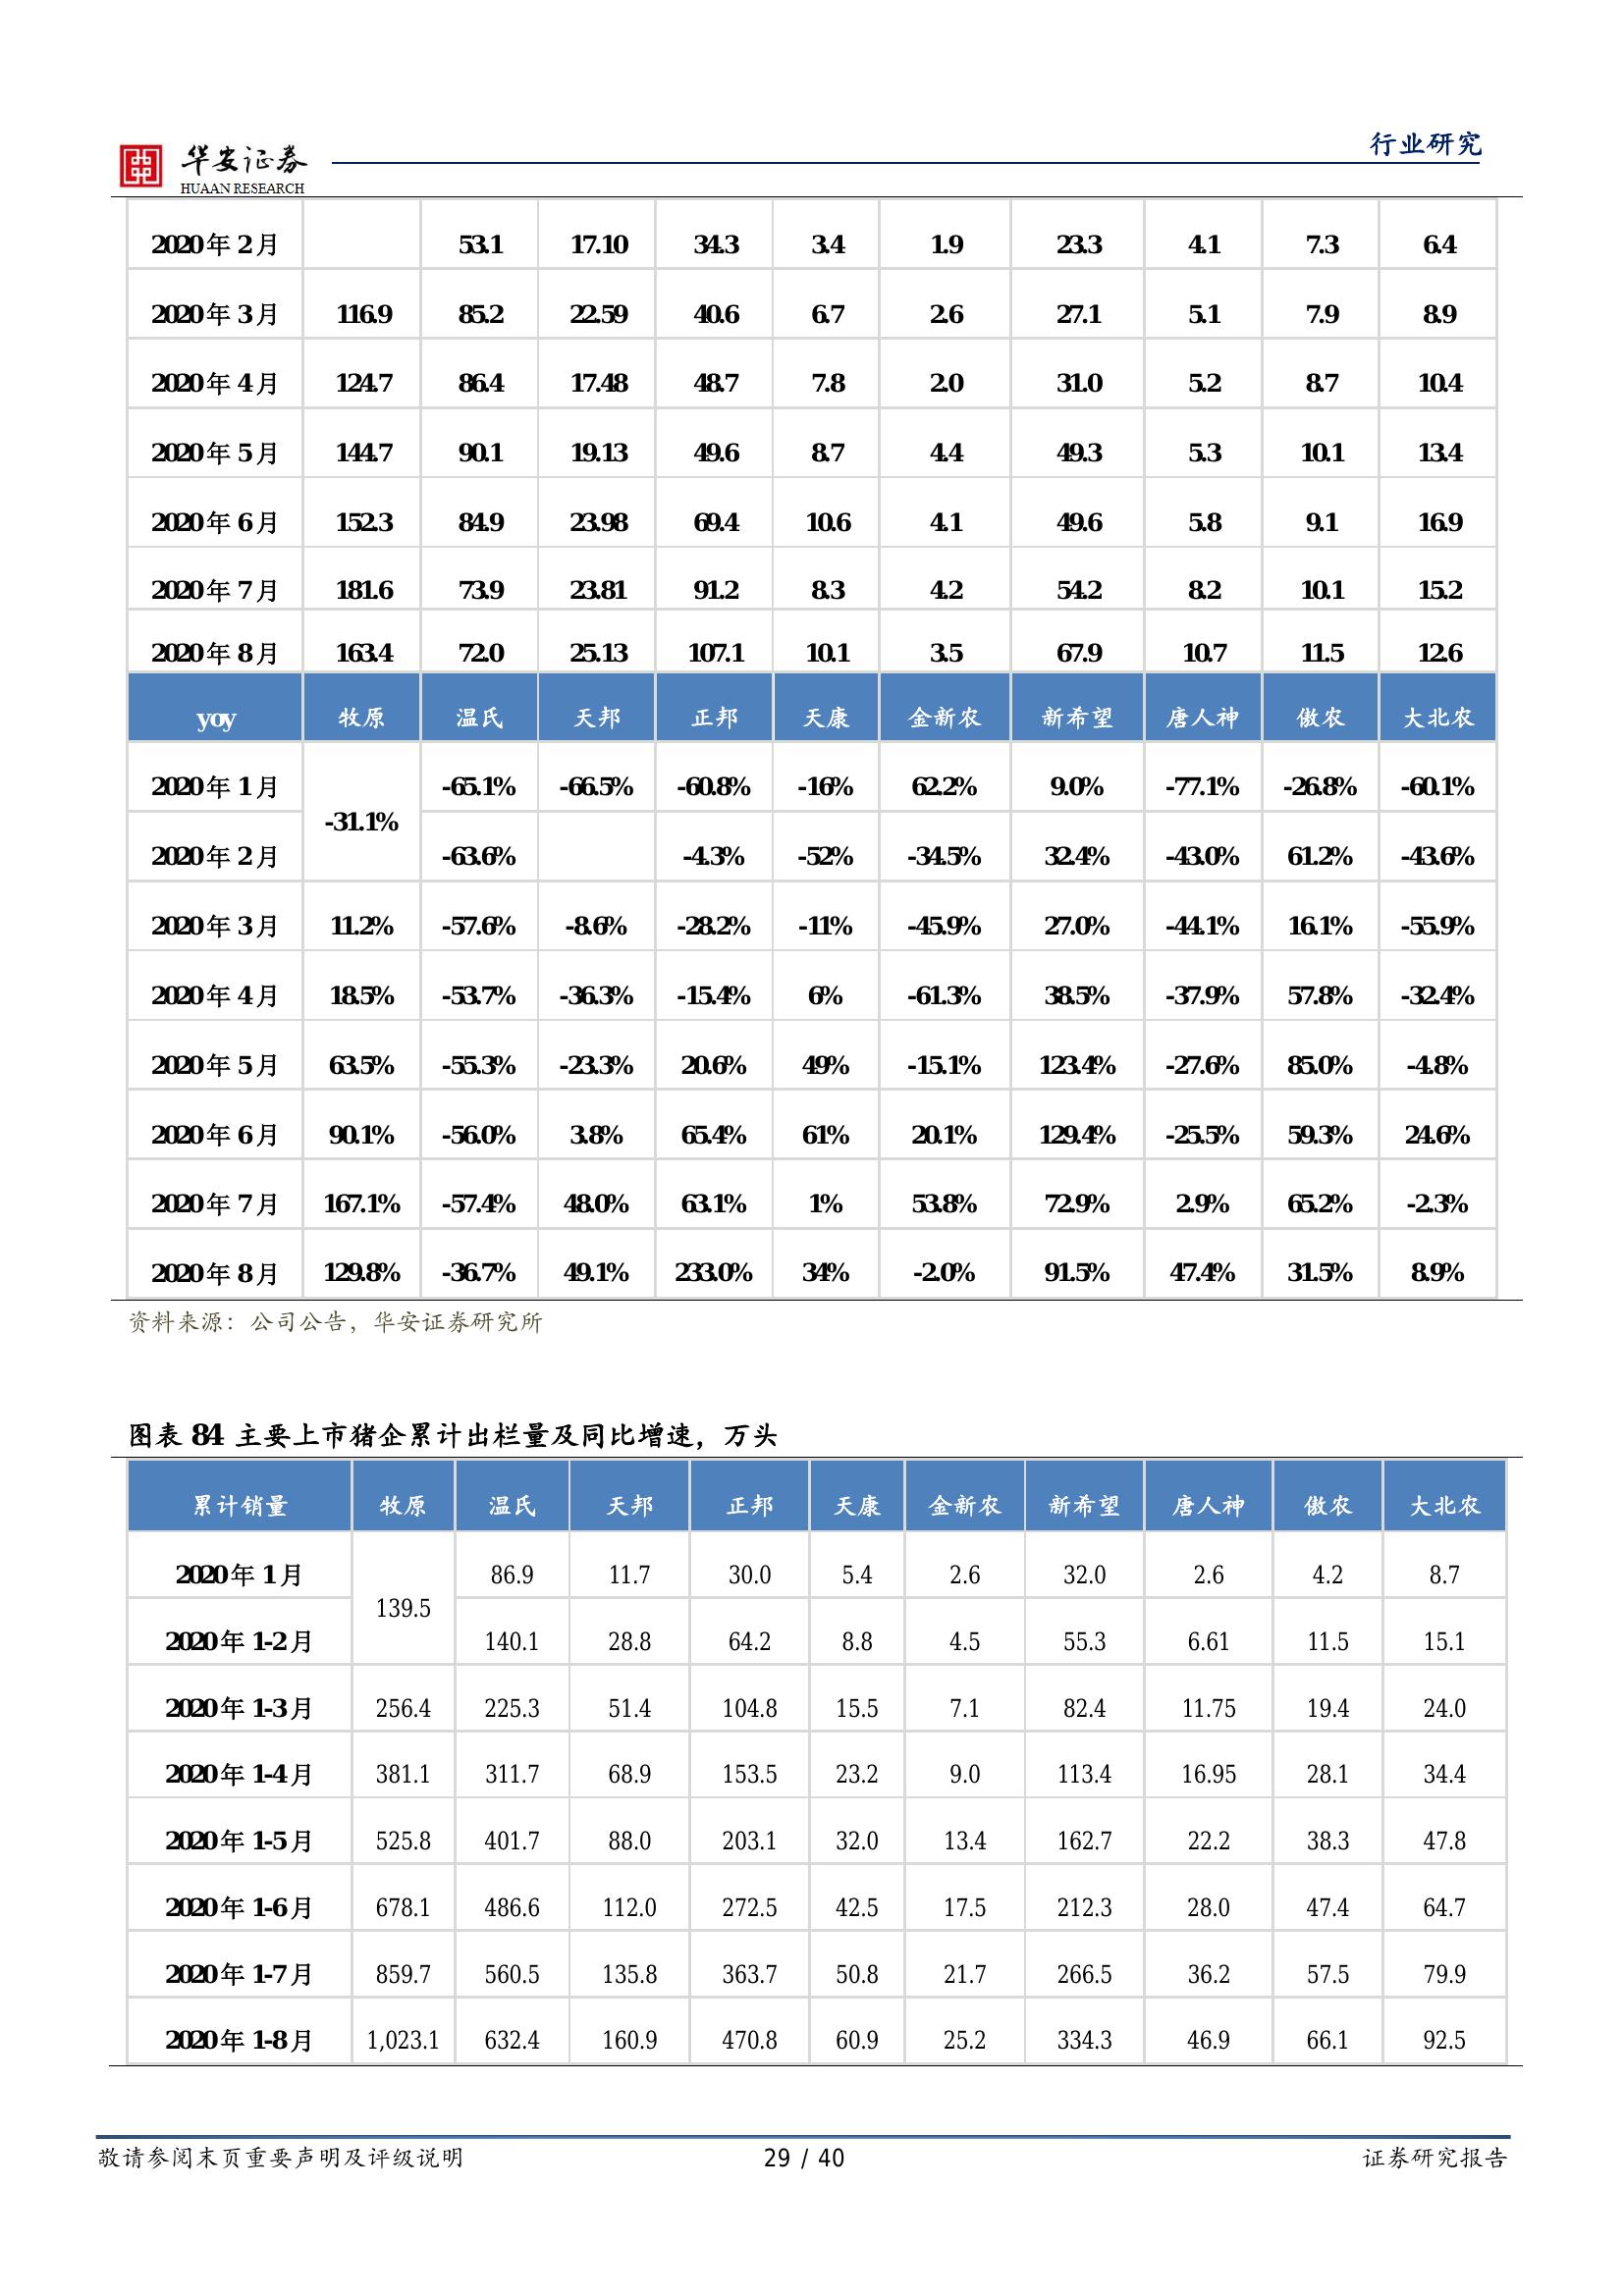 行业研究
华安证券
HUAAN RESEARCH
2020年2月 53.1 17.10 34.3 3.4 1.9 23.3 4.1 7.3 6.4
2020年3月 116.9 85.2 22.59 40.6 6.7 2.6 27.1 5.1 7.9 8.9
2020年4月 124.7 86.4 17.48 48.7 7.8 2.0 31.0 5.2 8.7 10.4
2020年5月 144.7 90.1 19.13 49.6 8.7 4.4 49.3 5.3 10.1 13.4
2020年6月 152.3 84.9 23.98 69.4 10.6 4.1 49.6 5.8 9.1 16.9
2020年7月 181.6 73.9 23.81 91.2 8.3 4.2 54.2 8.2 10.1 15.2
2020年8月 163.4 72.0 25.13 107.1 10.1 3.5 67.9 10.7 11.5 12.6
yoy 牧原 温氏 天邦 正邦 天康 金新农 新希望 唐人神 傲农 大北农
2020年1月 -65.1% -66.5% -60.8% -16% 62.2% 9.0% -77.1% -26.8% -60.1%
-31.1%
2020年2月 -63.6% -4.3% -52% -34.5% 32.4% -43.0% 61.2% -43.6%
2020年3月 11.2% -57.6% -8.6% -28.2% -11% -45.9% 27.0% -44.1% 16.1% -55.9%
2020年4月 18.5% -53.7% -36.3% -15.4% 6% -61.3% 38.5% -37.9% 57.8% -32.4%
2020年5月 63.5% -55.3% -23.3% 20.6% 49% -15.1% 123.4% -27.6% 85.0% -4.8%
2020年6月 90.1% -56.0% 3.8% 65.4% 61% 20.1% 129.4% -25.5% 59.3% 24.6%
2020年7月 167.1% -57.4% 48.0% 63.1% 1% 53.8% 72.9% 2.9% 65.2% -2.3%
2020年8月 129.8% -36.7% 49.1% 233.0% 34% -2.0% 91.5% 47.4% 31.5% 8.9%
资料来源：公司公告，华安证券研究所
图表 84 主要上市猪企累计出栏量及同比增速，万头
累计销量 牧原 温氏 天邦 正邦 天康 金新农 新希望 唐人神 傲农 大北农
2020年1月 86.9 11.7 30.0 5.4 2.6 32.0 2.6 4.2 8.7
139.5
2020年1-2月 140.1 28.8 64.2 8.8 4.5 55.3 6.61 11.5 15.1
2020年1-3月 256.4 225.3 51.4 104.8 15.5 7.1 82.4 11.75 19.4 24.0
2020年1-4月 381.1 311.7 68.9 153.5 23.2 9.0 113.4 16.95 28.1 34.4
2020年1-5月 525.8 401.7 88.0 203.1 32.0 13.4 162.7 22.2 38.3 47.8
2020年1-6月 678.1 486.6 112.0 272.5 42.5 17.5 212.3 28.0 47.4 64.7
2020年1-7月 859.7 560.5 135.8 363.7 50.8 21.7 266.5 36.2 57.5 79.9
2020年1-8月 1,023.1 632.4 160.9 470.8 60.9 25.2 334.3 46.9 66.1 92.5
敬请参阅末页重要声明及评级说明 29 / 40 证券研究报告